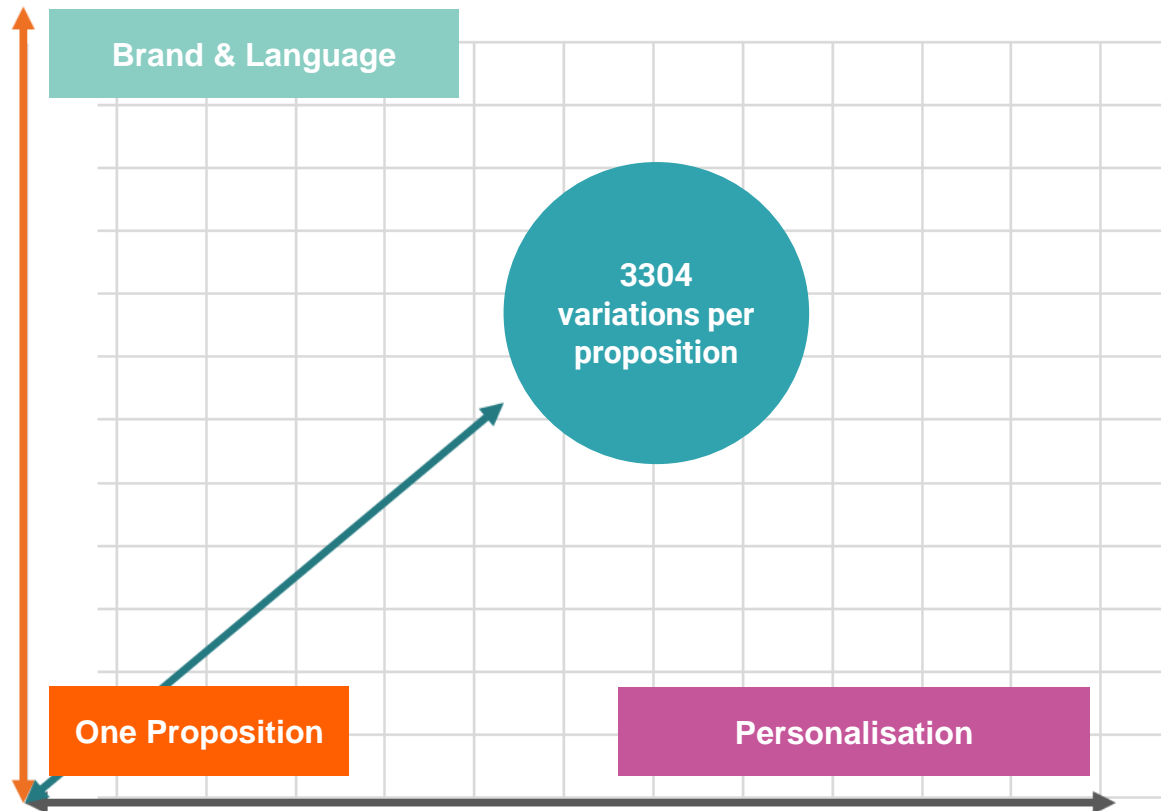 Brand & Language
3304
variations per
proposition
One Proposition
Personalisation